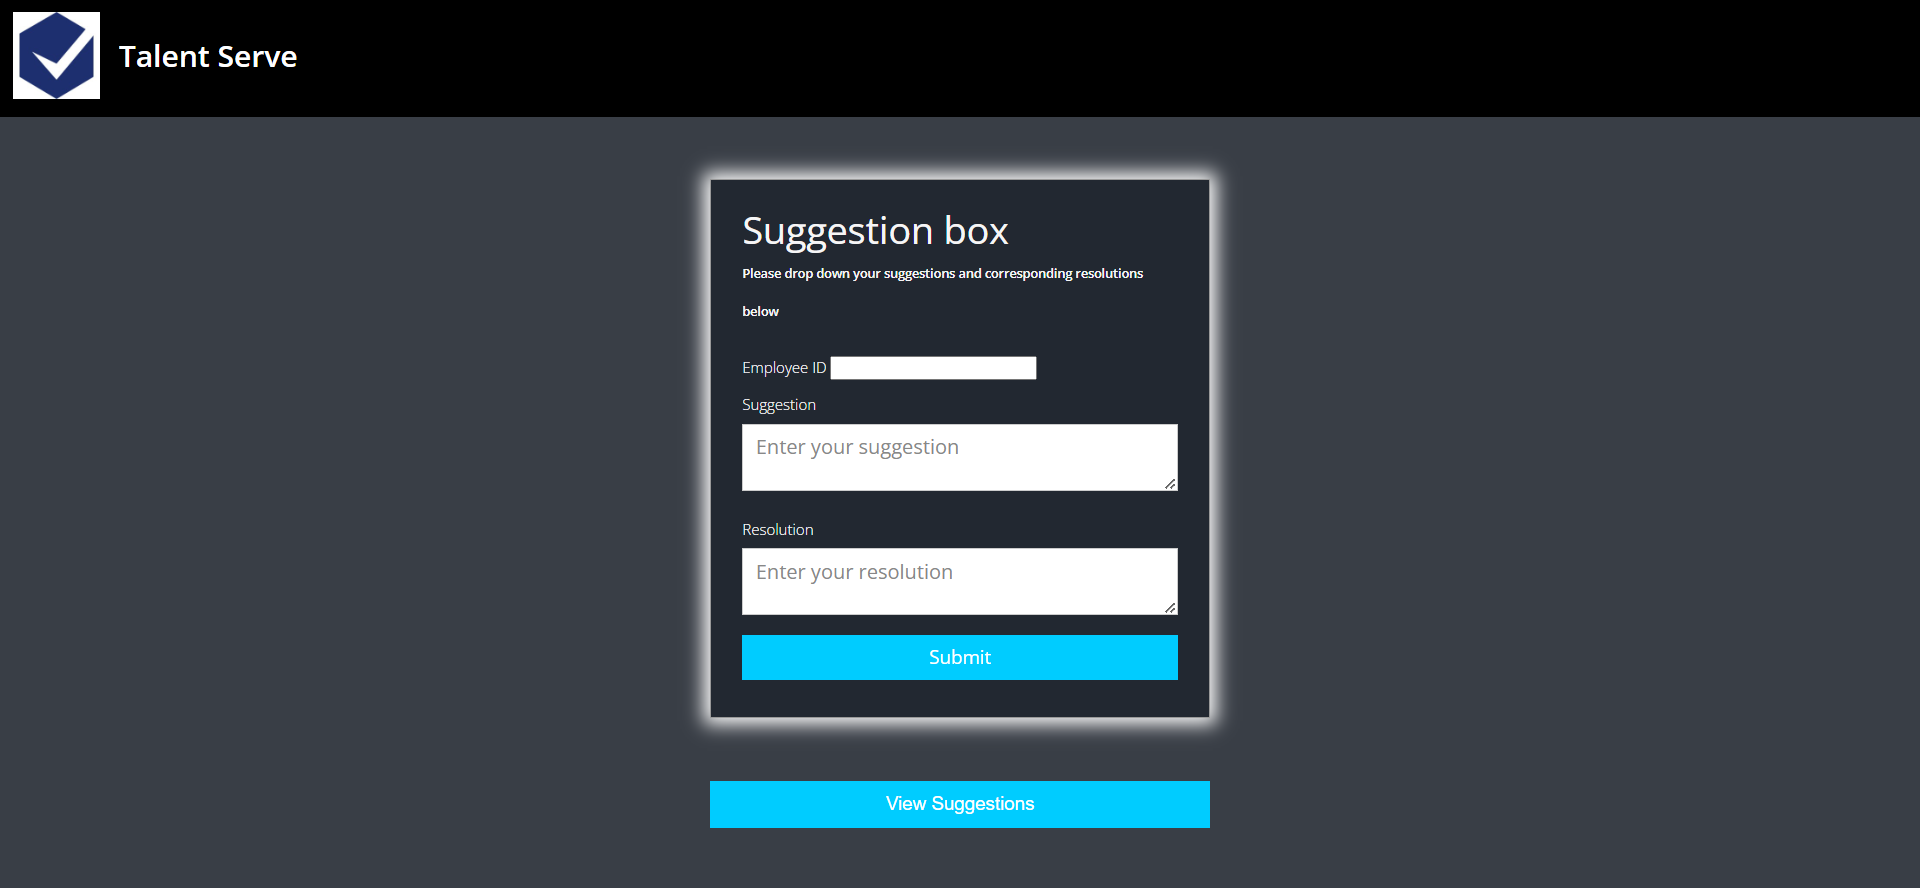 Talent Serve
Suggestion box
Please drop down your suggestions and corresponding resolutions
below
Employee ID
Suggestion
Enter your suggestion
Resolution
Enter your resolution
Submit
View Suggestions